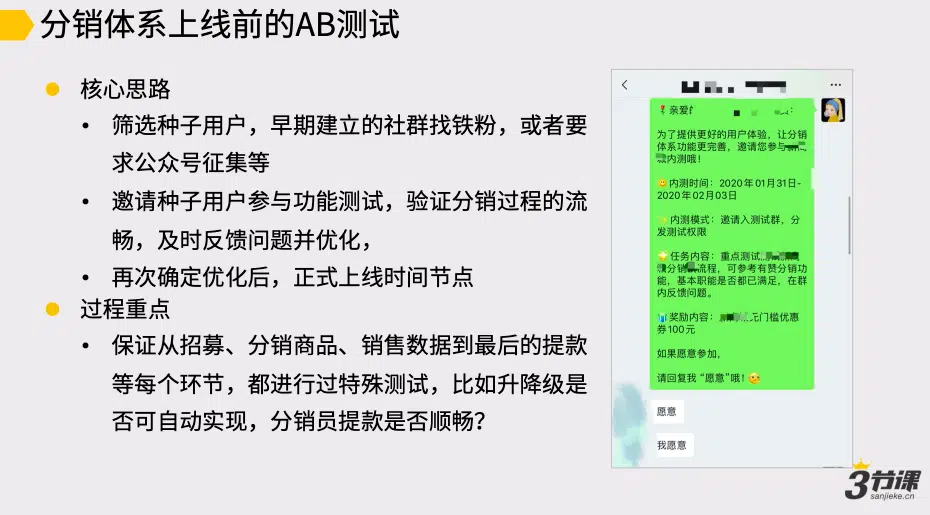 分销体系上线前的AB测试
核心思路
• 筛选种子用户，早期建立的社群找铁粉，或者要
求公众号征集等
• 邀请种子用户参与功能测试，验证分销过程的流
畅，及时反馈问题并优化，
• 再次确定优化后，正式上线时间节点
过程重点
• 保证从招募、分销商品、销售数据到最后的提款
等每个环节，都进行过特殊测试，比如升降级是
否可自动实现，分销员提款是否顺畅？
亲爱
为了提供更好的用户体验，让分销
体系功能更完善，邀请您参与
内测哦！
内测时间：2020年01月31日-
2020年02月03日
内测模式：邀请入测试群，分
发测试权限
任务内容：重点测试
分销 流程，可参考有赞分销功
能，基本职能是否都已满足，在群
内反馈问题。
奖励内容： 元门槛优惠
券100元
如果愿意参加，
请回复我“愿意”哦！
愿意
我愿意
3节课
sanjieke.cn